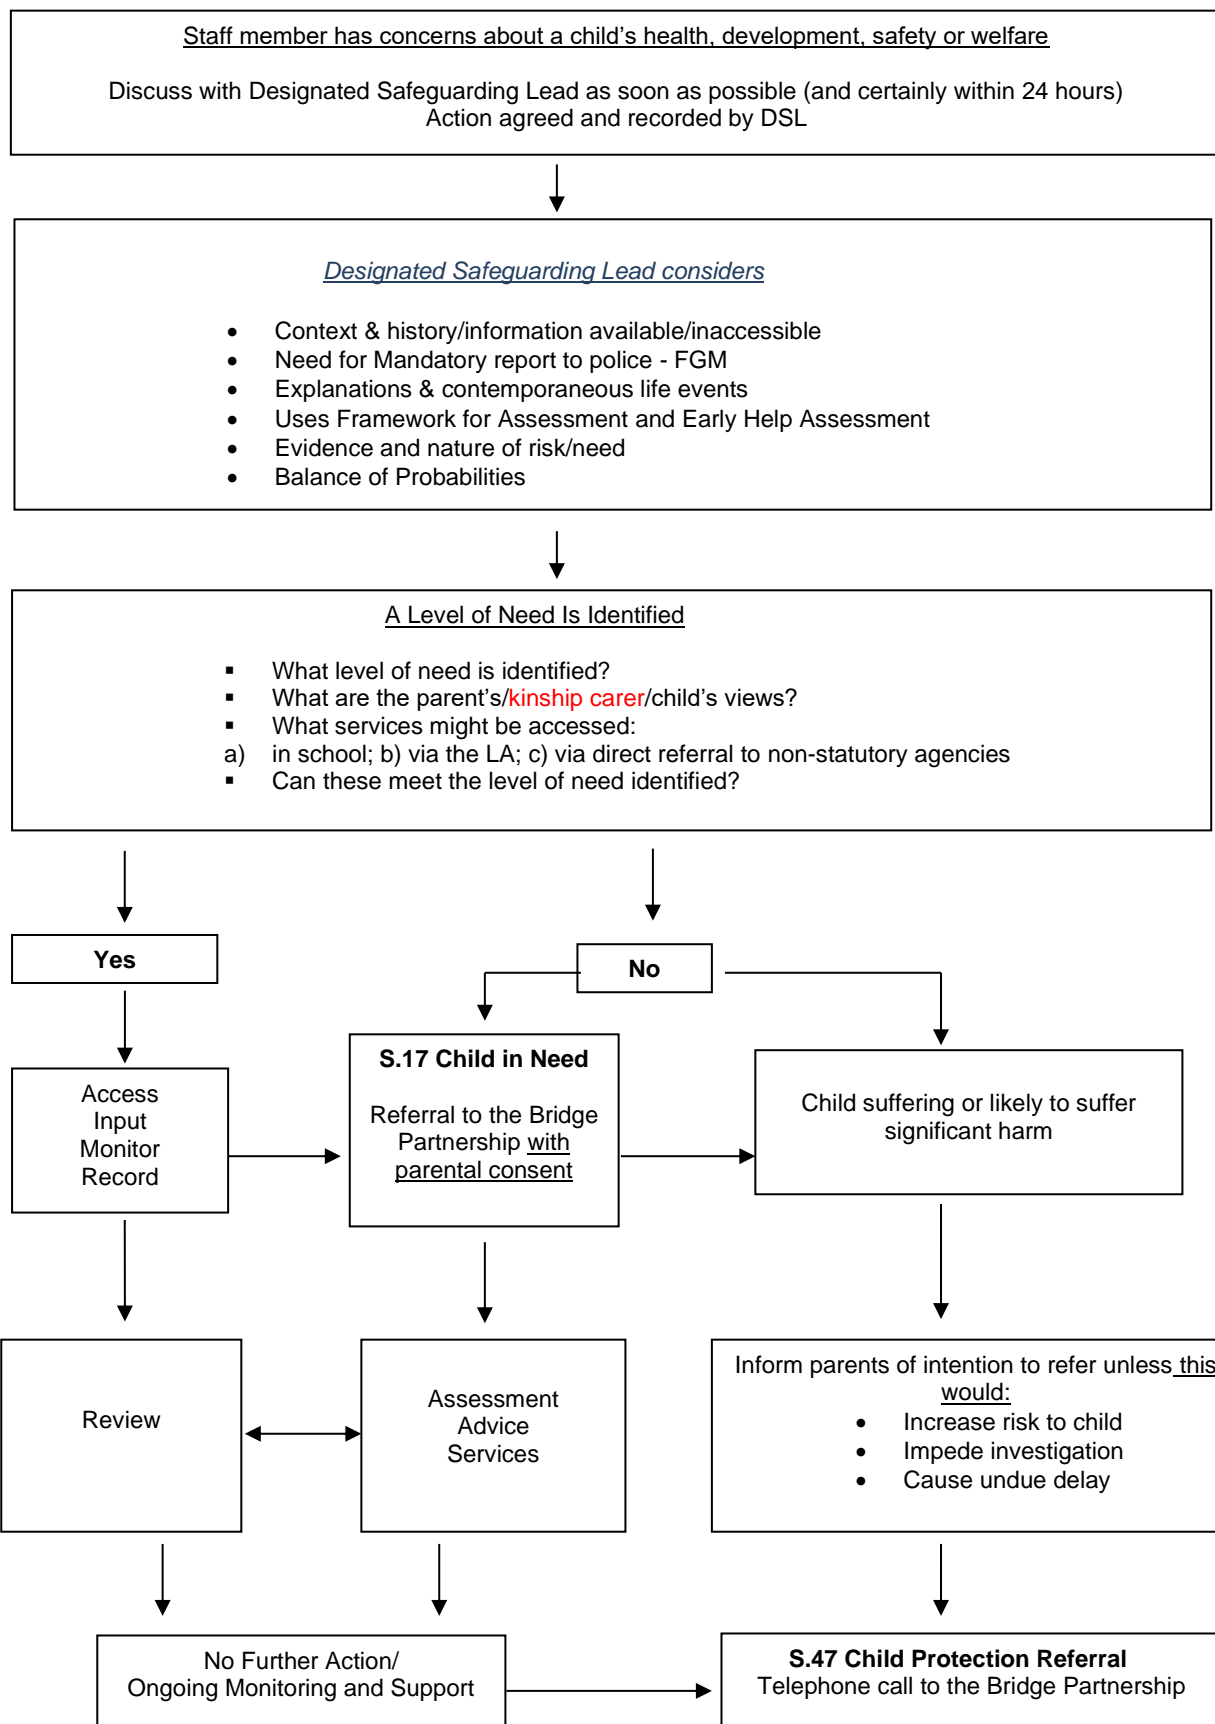 Staff member has concerns about a child’s health, development, safety or welfare
Discuss with Designated Safeguarding Lead as soon as possible (and certainly within 24 hours)
Action agreed and recorded by DSL
Designated Safeguarding Lead considers
• Context & history/information available/inaccessible
• Need for Mandatory report to police - FGM
• Explanations & contemporaneous life events
• Uses Framework for Assessment and Early Help Assessment
• Evidence and nature of risk/need
• Balance of Probabilities
A Level of Need Is Identified
▪ What level of need is identified?
▪ What are the parent’s/kinship carer/child’s views?
▪ What services might be accessed:
a) in school; b) via the LA; c) via direct referral to non-statutory agencies
▪ Can these meet the level of need identified?
Yes
No
Access
Input
Monitor
Record
S.17 Child in Need
Referral to the Bridge
Partnership with
parental consent
Child suffering or likely to suffer
significant harm
Review
Assessment
Advice
Services
Inform parents of intention to refer unless this
would:
• Increase risk to child
• Impede investigation
• Cause undue delay
No Further Action/
Ongoing Monitoring and Support
S.47 Child Protection Referral
Telephone call to the Bridge Partnership